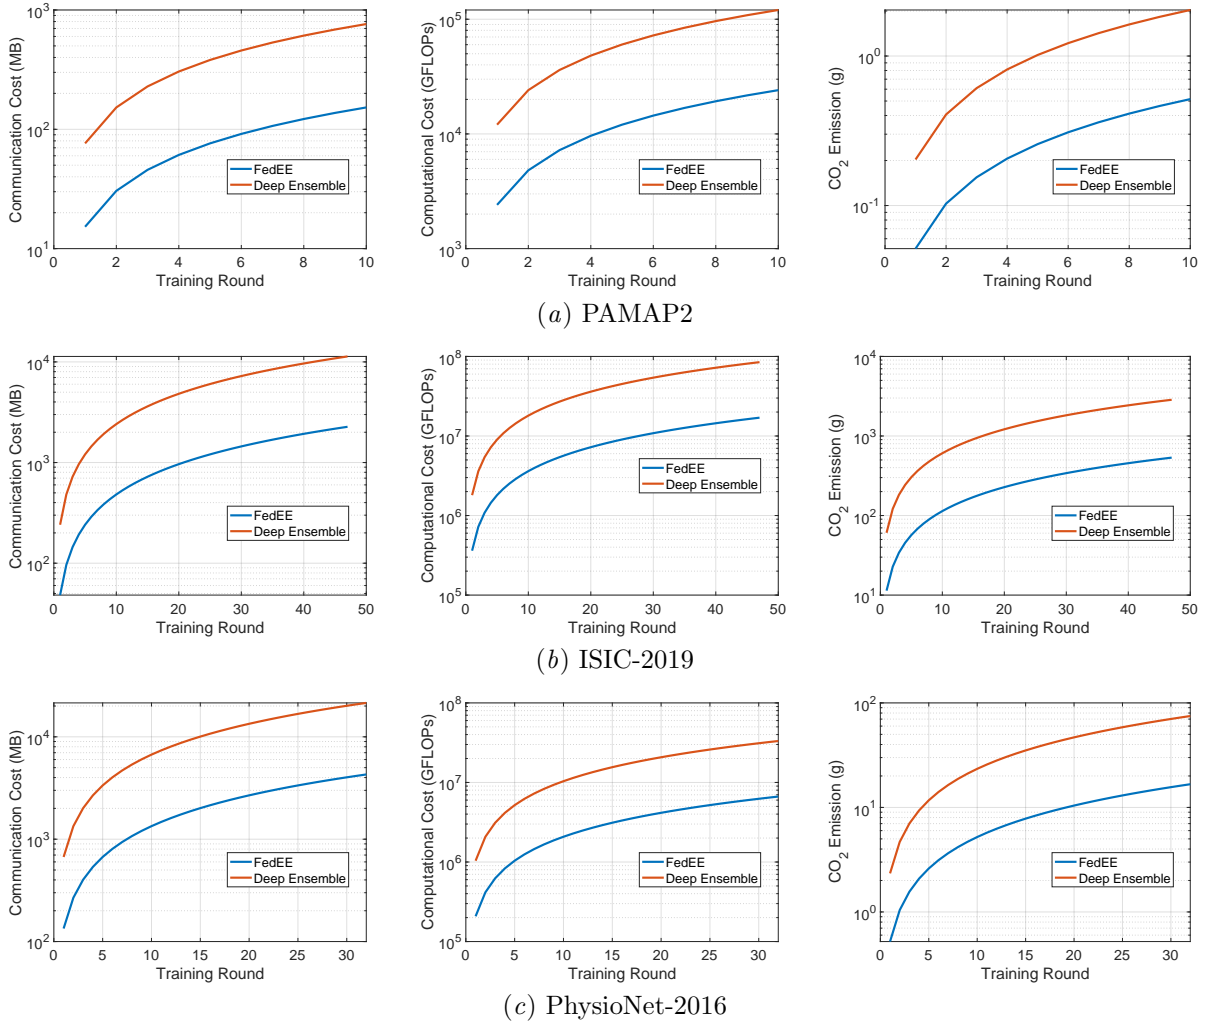 Communication Cost (MB)
10^3
10^2
10^1
0 2 4 6 8 10
Training Round
FedEE
Deep Ensemble
Computational Cost (GFLOPs)
10^5
10^4
10^3
0 2 4 6 8 10
Training Round
FedEE
Deep Ensemble
CO_2 Emission (g)
10^0
10^-1
0 2 4 6 8 10
Training Round
FedEE
Deep Ensemble
(a) PAMAP2
Communication Cost (MB)
10^4
10^3
10^2
0 10 20 30 40 50
Training Round
FedEE
Deep Ensemble
Computational Cost (GFLOPs)
10^8
10^7
10^6
10^5
0 10 20 30 40 50
Training Round
FedEE
Deep Ensemble
CO_2 Emission (g)
10^4
10^3
10^2
10^1
0 10 20 30 40 50
Training Round
FedEE
Deep Ensemble
(b) ISIC-2019
Communication Cost (MB)
10^4
10^3
10^2
0 5 10 15 20 25 30
Training Round
FedEE
Deep Ensemble
Computational Cost (GFLOPs)
10^8
10^7
10^6
10^5
0 5 10 15 20 25 30
Training Round
FedEE
Deep Ensemble
CO_2 Emission (g)
10^2
10^1
10^0
0 5 10 15 20 25 30
Training Round
FedEE
Deep Ensemble
(c) PhysioNet-2016